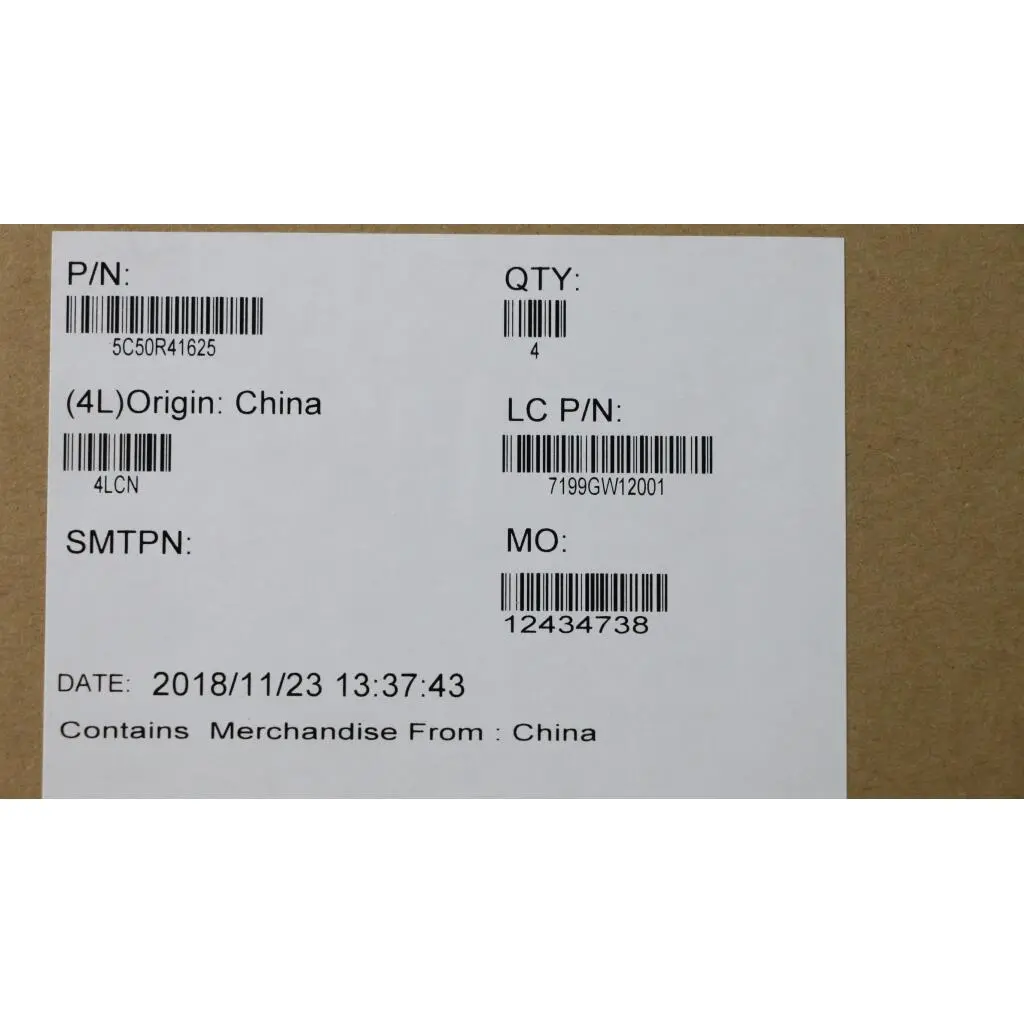 P/N:
5C50R41625
QTY:
4
(4L)Origin: China
4LCN
LC P/N:
7199GW12001
SMTPN:
MO:
12434738
DATE: 2018/11/23 13:37:43
Contains Merchandise From : China